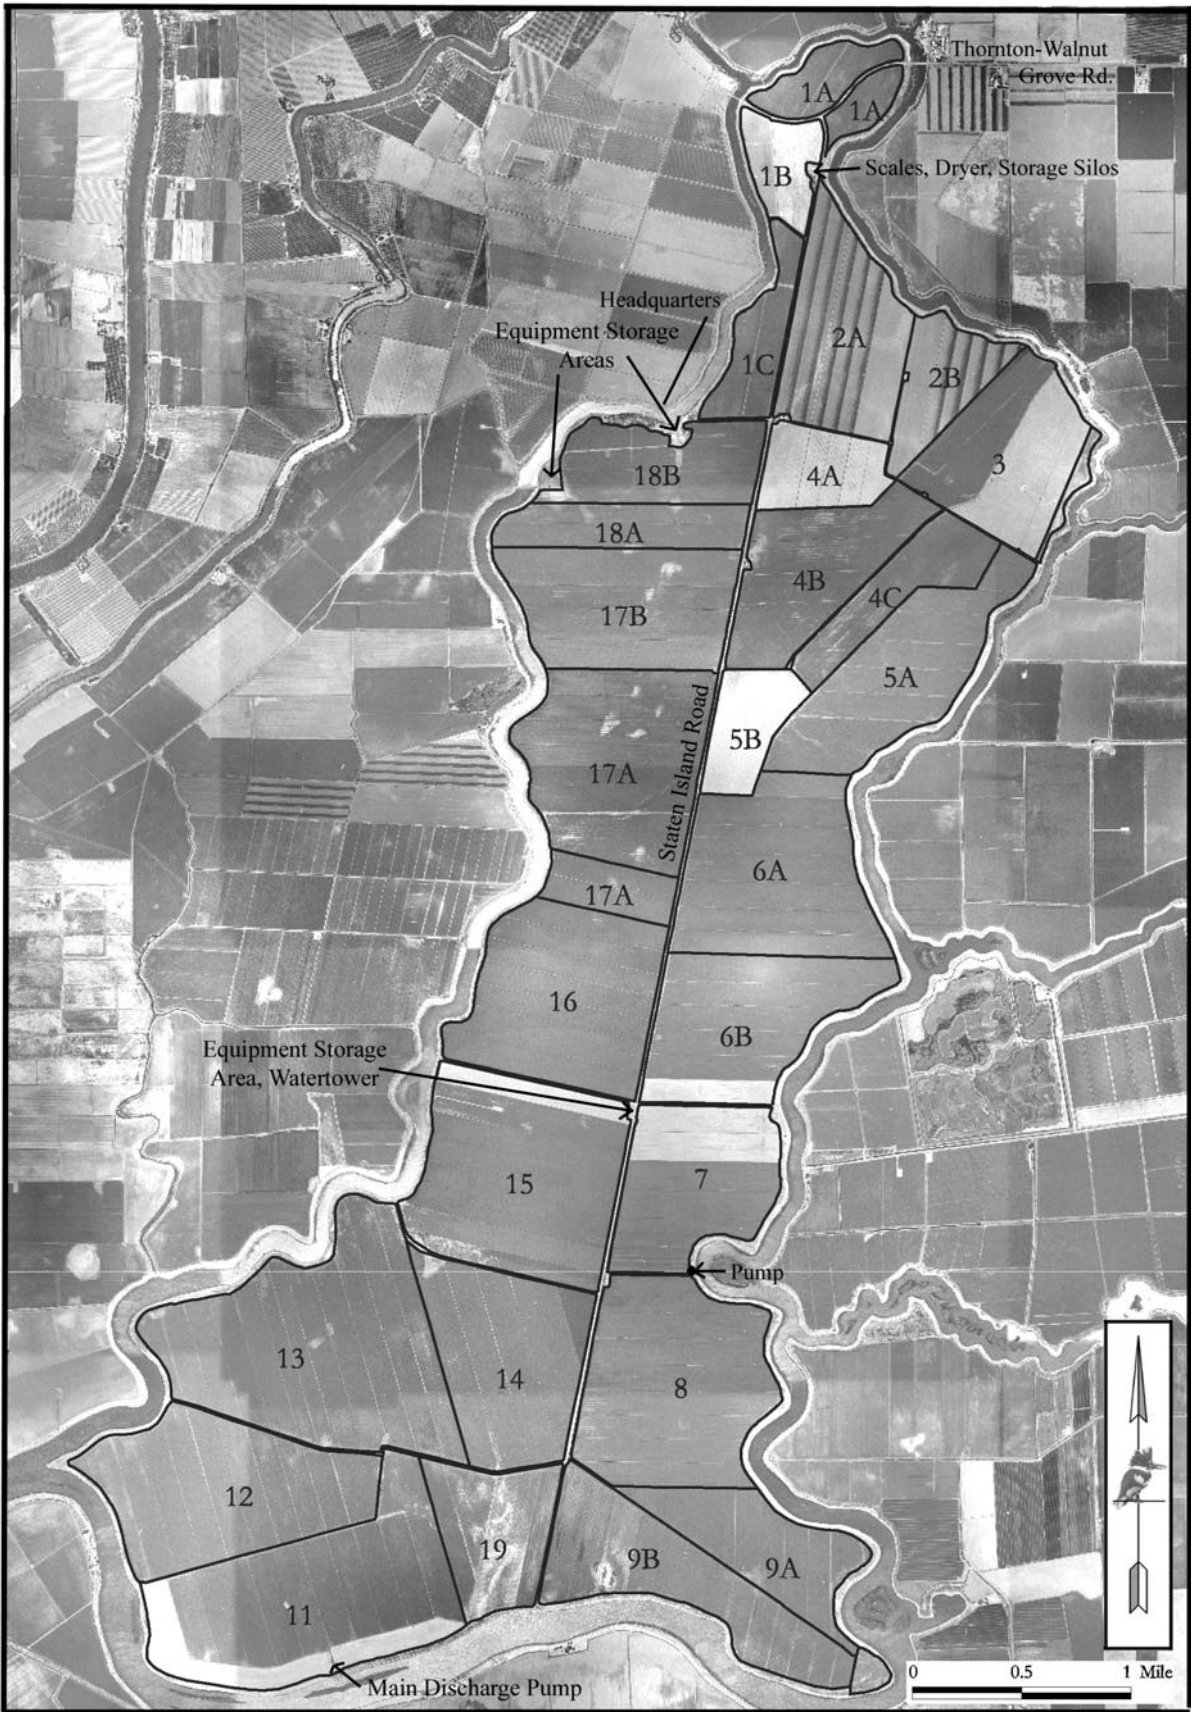 Thornton-Walnut
Grove Rd.
1A
1A
1B
Scales, Dryer, Storage Silos
Headquarters
Equipment Storage
Areas
2A
1C
2B
18B
4A
3
18A
4B
4C
17B
5A
Staten Island Road
5B
17A
6A
17A
16
6B
Equipment Storage
Area, Watertower
15
7
Pump
13
14
8
12
19
9B
9A
11
Main Discharge Pump
0 0.5 1 Mile